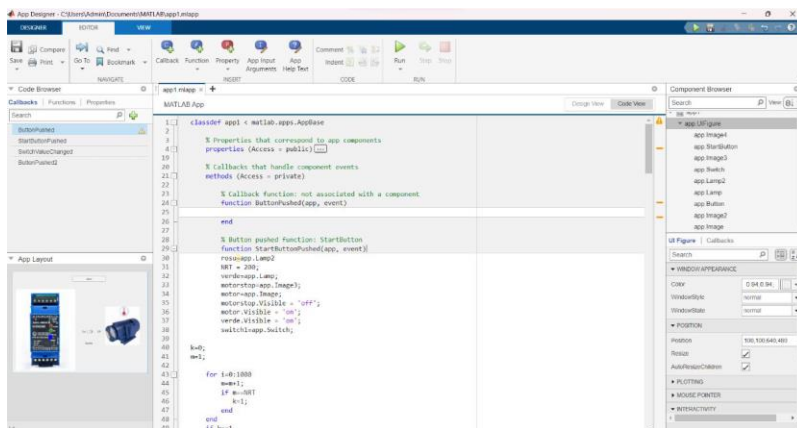 App Designer - C:\Users\Admin\Documents\MATLAB\app1.mlapp
DESIGNER EDITOR VIEW
Save Compare Print Go To Find Bookmark Callback Function Property App Input Arguments App Help Text Comment Indent Run Step Stop
NAVIGATE INSERT CODE RUN
Code Browser
Callbacks Functions Properties
Search
ButtonPushed
StartButtonPushed
SwitchValueChanged
ButtonPushed2
App Layout
app1.mlapp
MATLAB App
Design View Code View
1 classdef app1 < matlab.apps.AppBase
2
3 % Properties that correspond to app components
4 properties (Access = public) ...
19
20 % Callbacks that handle component events
21 methods (Access = private)
22
23 % Callback function: not associated with a component
24 function ButtonPushed(app, event)
25
26 end
27
28 % Button pushed function: StartButton
29 function StartButtonPushed(app, event)
30 rosu=app.Lamp2
31 NRT = 200;
32 verde=app.Lamp;
33 motorstop=app.Image3;
34 motor=app.Image;
35 motorstop.Visible = 'off';
36 motor.Visible = 'on';
37 verde.Visible = 'on';
38 switch1=app.Switch;
39
40 k=0;
41 m=1;
42
43 for i=0:1000
44 m=m+1;
45 if m==NRT
46 k=1;
47 end
48 end
Component Browser
Search View
app.UIFigure
app.Image4
app.StartButton
app.Image3
app.Switch
app.Lamp2
app.Lamp
app.Button
app.Image2
app.Image
UI Figure Callbacks
Search
WINDOW APPEARANCE
Color 0.94,0.94,
WindowStyle normal
WindowState normal
POSITION
Position 100,100,640,480
Resize
AutoResizeChildren
PLOTTING
MOUSE POINTER
INTERACTIVITY